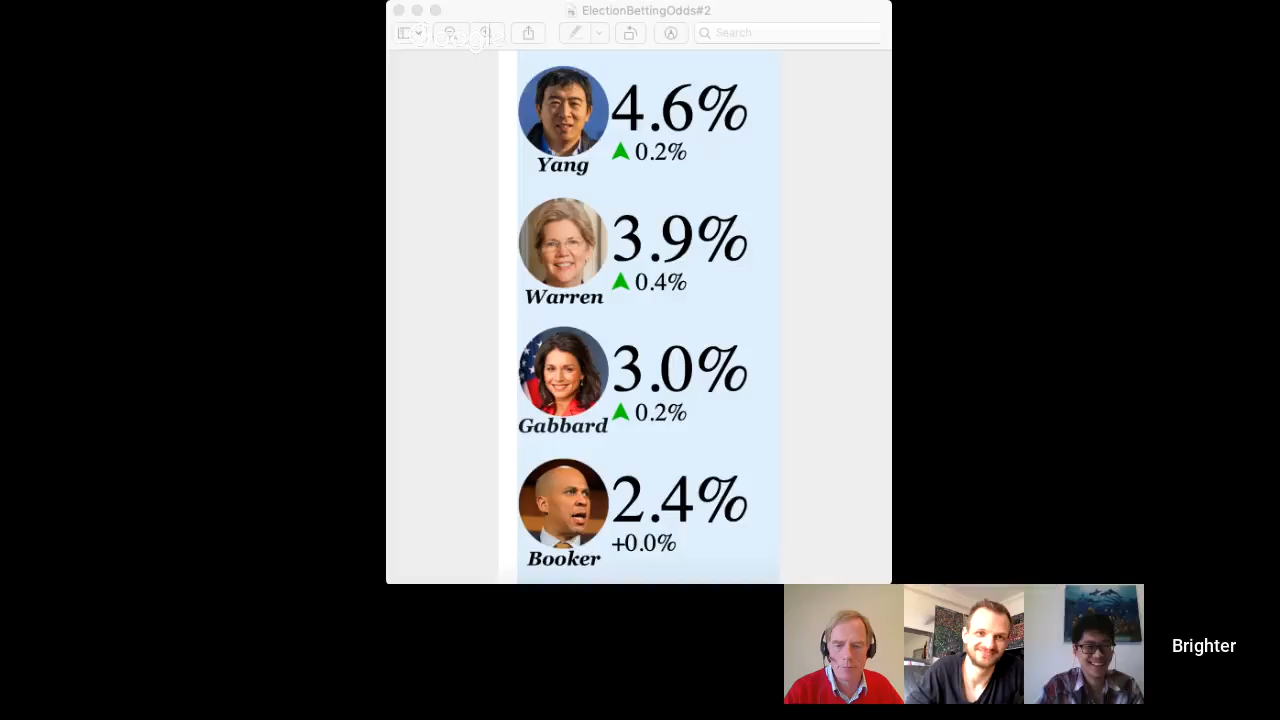 ElectionBettingOdds#2
Google
Search
4.6%
0.2%
Yang
3.9%
0.4%
Warren
3.0%
0.2%
Gabbard
2.4%
+0.0%
Booker
Brighter